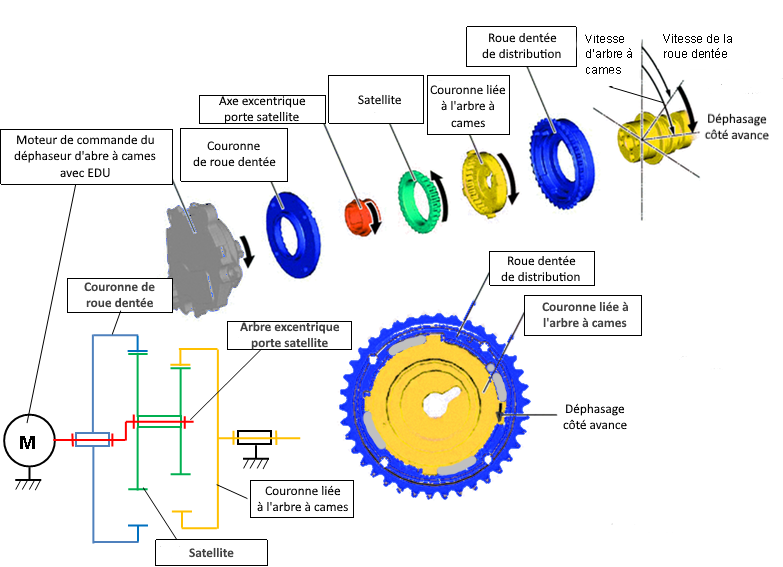 Roue dentée
de distribution
Vitesse
d'arbre à
cames
Vitesse de la
roue dentée
Axe excentrique
porte satellite
Satellite
Couronne liée
à l'arbre à
cames
Déphasage
côté avance
Moteur de commande du
déphaseur d'abre à cames
avec EDU
Couronne
de roue dentée
Roue dentée
de distribution
Couronne de
roue dentée
Couronne liée à
l'arbre à cames
Arbre excentrique
porte satellite
Déphasage
côté avance
M
Couronne liée
à l'arbre à cames
Satellite